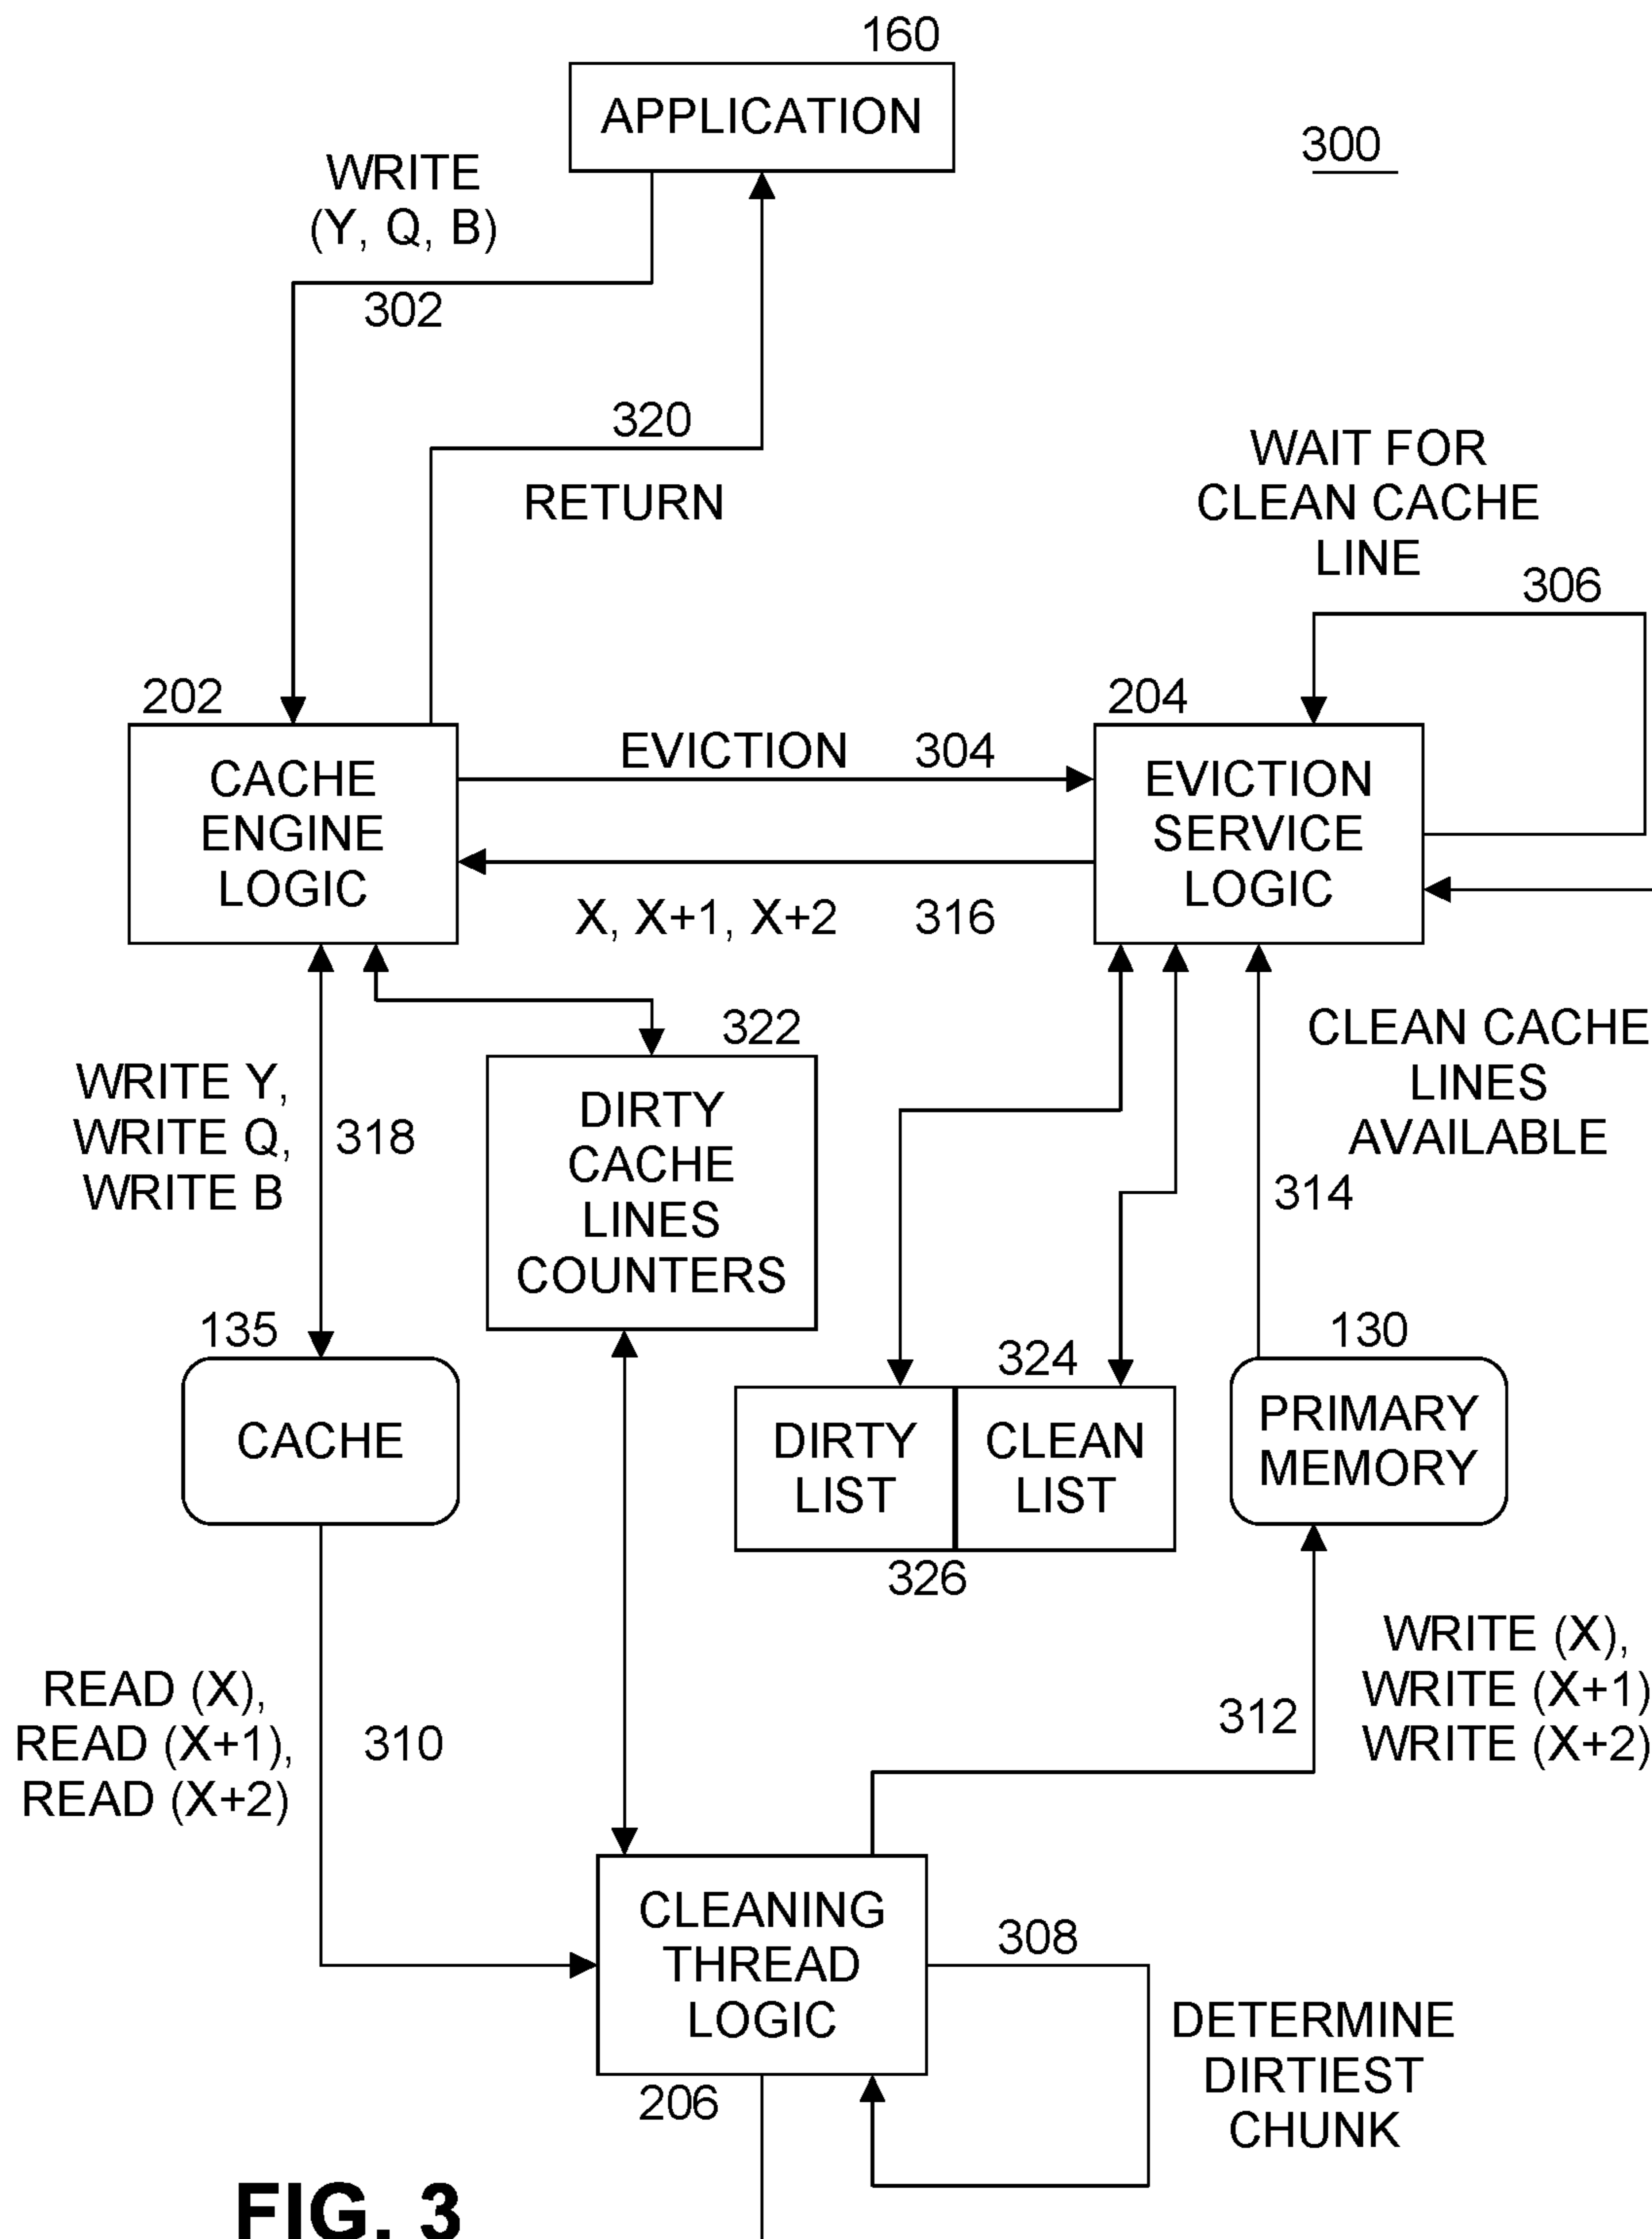 160
APPLICATION
300
WRITE
(Y, Q, B)
302
320
RETURN
WAIT FOR
CLEAN CACHE
LINE
306
202
CACHE
ENGINE
LOGIC
EVICTION 304
204
EVICTION
SERVICE
LOGIC
X, X+1, X+2 316
WRITE Y,
WRITE Q,
WRITE B
318
322
DIRTY
CACHE
LINES
COUNTERS
CLEAN CACHE
LINES
AVAILABLE
314
135
CACHE
324
DIRTY
LIST
CLEAN
LIST
326
130
PRIMARY
MEMORY
READ (X),
READ (X+1),
READ (X+2)
310
312
WRITE (X),
WRITE (X+1)
WRITE (X+2)
CLEANING
THREAD
LOGIC
206
308
DETERMINE
DIRTIEST
CHUNK
FIG. 3